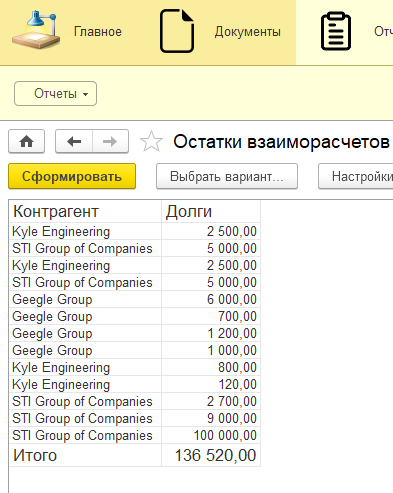 Главное Документы Отч
Отчеты
Остатки взаиморасчетов
Сформировать Выбрать вариант... Настройки
Контрагент Долги
Kyle Engineering 2 500,00
STI Group of Companies 5 000,00
Kyle Engineering 2 500,00
STI Group of Companies 5 000,00
Geegle Group 6 000,00
Geegle Group 700,00
Geegle Group 1 200,00
Geegle Group 1 000,00
Kyle Engineering 800,00
Kyle Engineering 120,00
STI Group of Companies 2 700,00
STI Group of Companies 9 000,00
STI Group of Companies 100 000,00
Итого 136 520,00